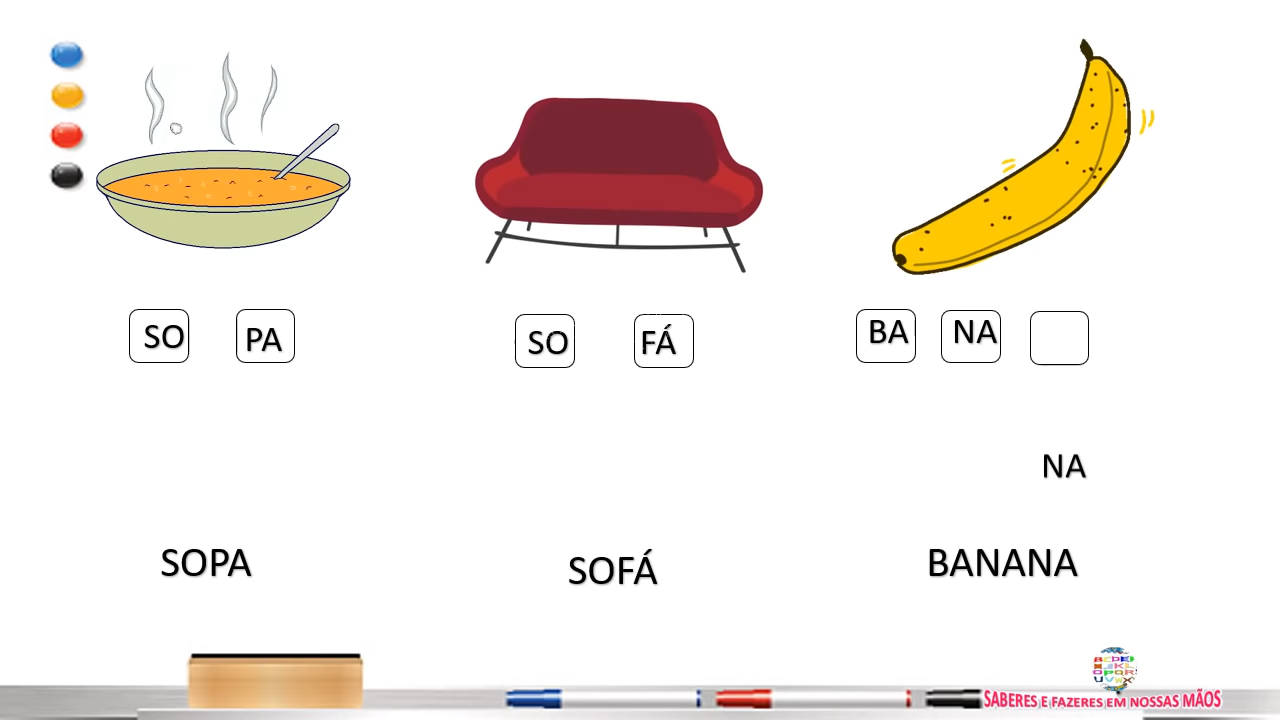 SO PA
SO FÁ
BA NA
NA
SOPA
SOFÁ
BANANA
SABERES E FAZERES EM NOSSAS MÃOS